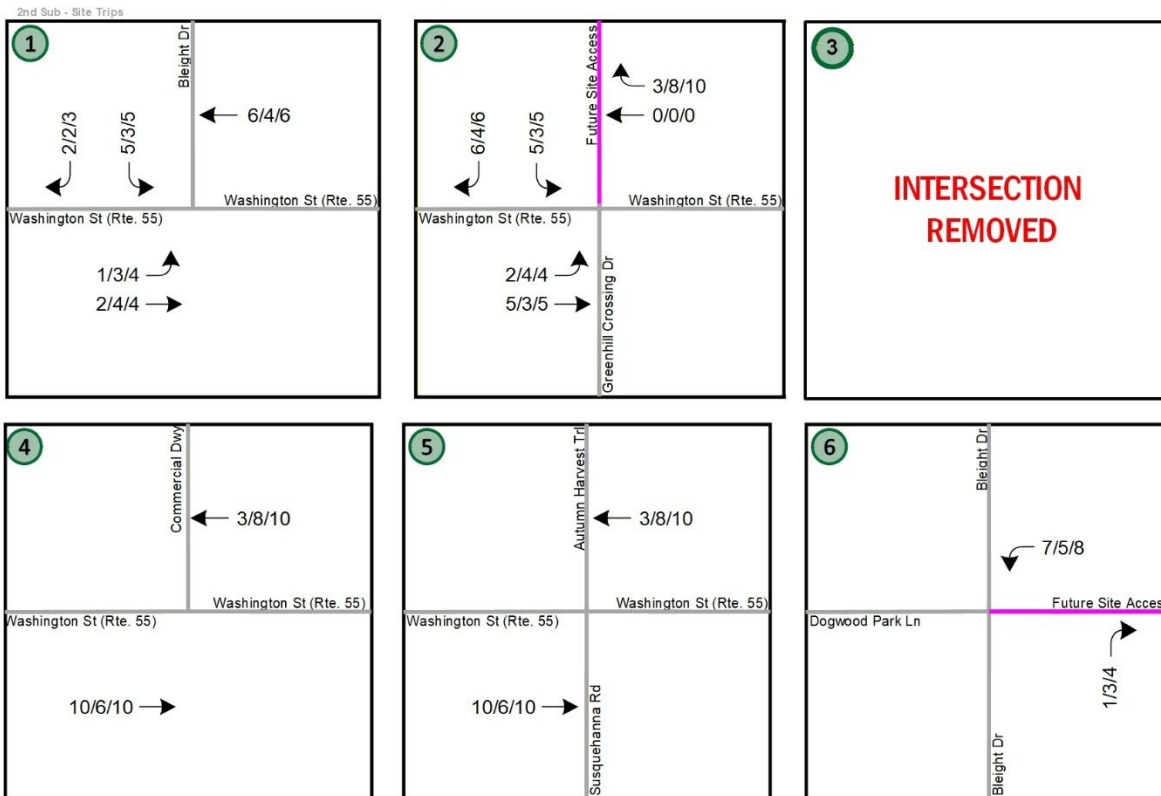 2nd Sub - Site Trips
1
Bleight Dr
2/2/3
5/3/5
6/4/6
Washington St (Rte. 55)
Washington St (Rte. 55)
1/3/4
2/4/4
2
Future Site Access
3/8/10
0/0/0
6/4/6
5/3/5
Washington St (Rte. 55)
Washington St (Rte. 55)
2/4/4
5/3/5
Greenhill Crossing Dr
3
INTERSECTION
REMOVED
4
Commercial Dwy
3/8/10
Washington St (Rte. 55)
Washington St (Rte. 55)
10/6/10
5
Autumn Harvest Trl
3/8/10
Washington St (Rte. 55)
Washington St (Rte. 55)
10/6/10
Susquehanna Rd
6
Bleight Dr
7/5/8
Future Site Acces
Dogwood Park Ln
1/3/4
Bleight Dr